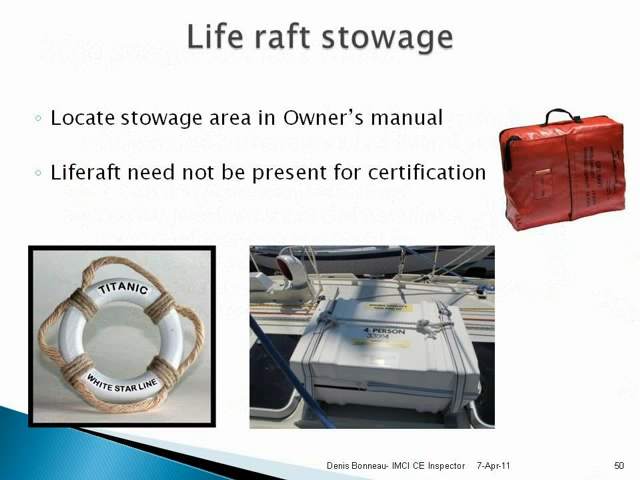 Life raft stowage
Locate stowage area in Owner's manual
Liferaft need not be present for certification
TITANIC
WHITE STAR LINE
4 PERSON
Denis Bonneau- IMCI CE Inspector 7-Apr-11 50